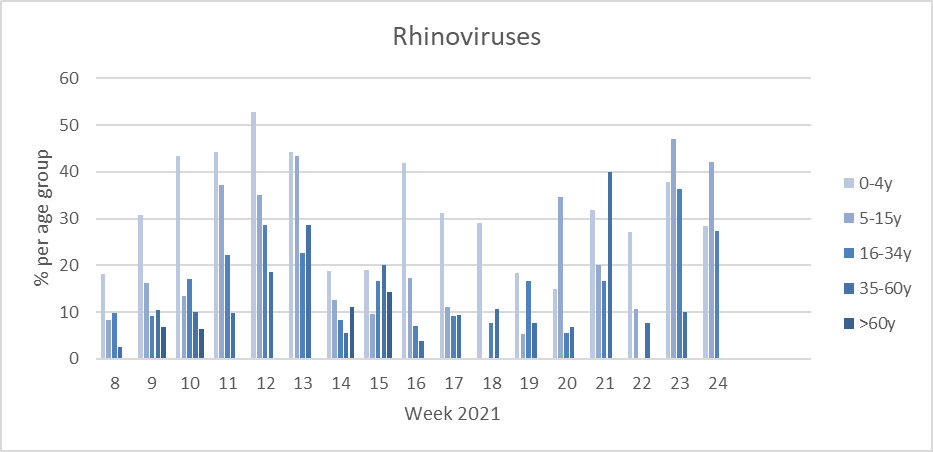 Rhinoviruses
% per age group
60
50
40
30
20
10
0
8 9 10 11 12 13 14 15 16 17 18 19 20 21 22 23 24
Week 2021
0-4y
5-15y
16-34y
35-60y
>60y